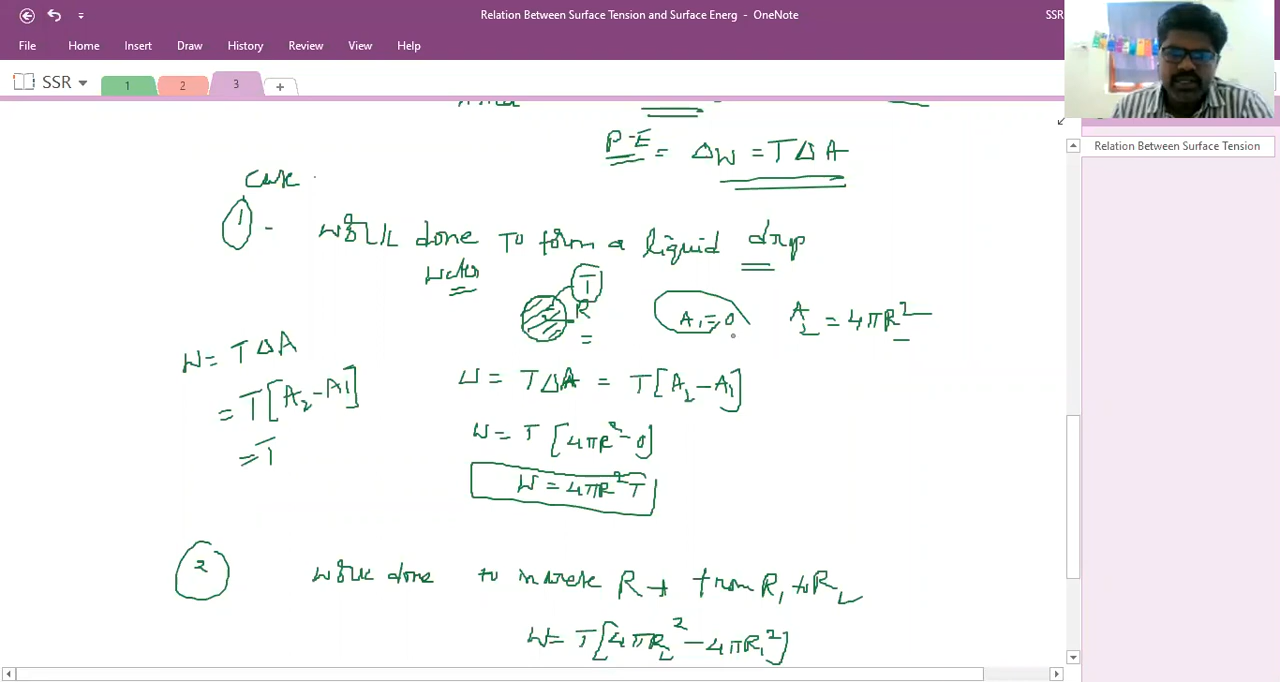 Relation Between Surface Tension and Surface Energ - OneNote
SSR
File Home Insert Draw History Review View Help
SSR 1 2 3 +
Relation Between Surface Tension
P-E = ΔW = TΔA
case
1 - work done to form a liquid drop
water
T
R
=
A₁ = 0
A₂ = 4πR²
W = TΔA
= T[A₂-A₁]
= T
W = TΔA = T[A₂-A₁]
W = T[4πR²-0]
W = 4πR²T
2 work done to increse R → from R₁ to R₂
W = T[4πR₂² - 4πR₁²]